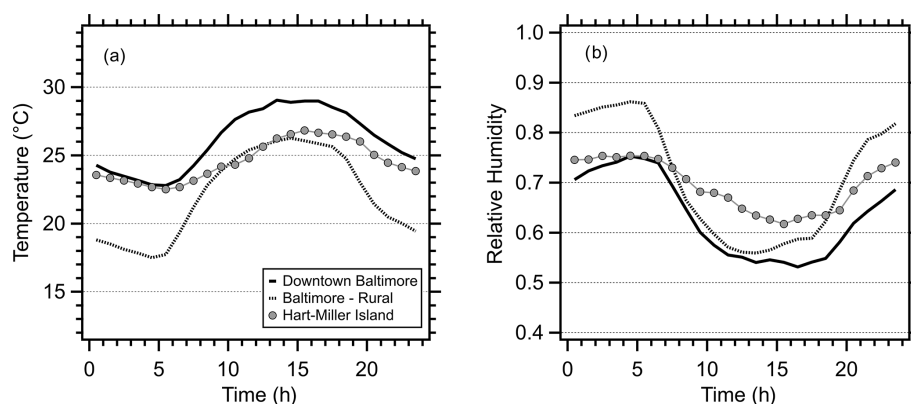 (a)
Temperature (°C)
30
25
20
15
Downtown Baltimore
Baltimore - Rural
Hart-Miller Island
0 5 10 15 20
Time (h)
(b)
Relative Humidity
1.0
0.9
0.8
0.7
0.6
0.5
0.4
0 5 10 15 20
Time (h)